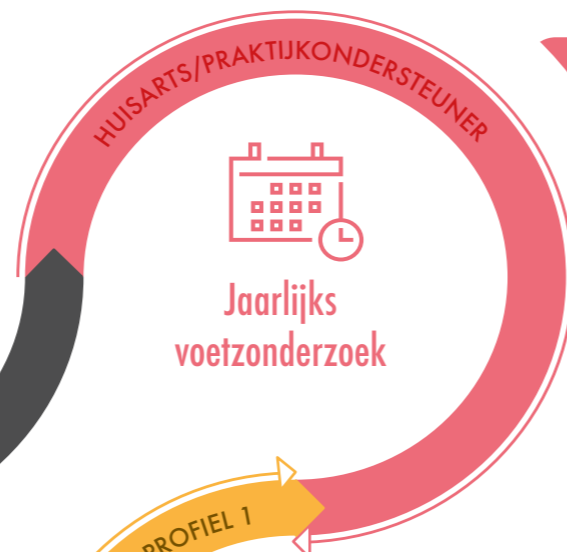 HUISARTS/PRAKTIJKONDERSTEUNER
Jaarlijks
voetzonderzoek
PROFIEL 1